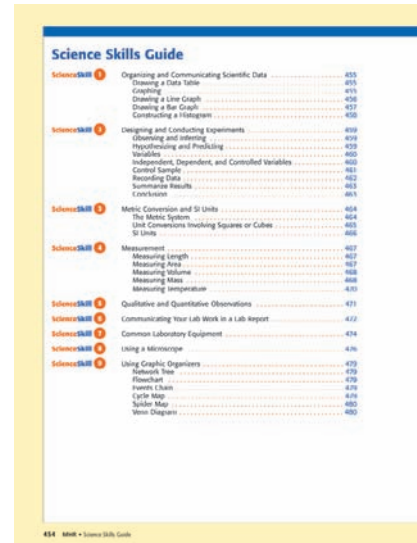 Science Skills Guide
ScienceSkill 1 Organizing and Communicating Scientific Data 455
Drawing a Data Table 455
Graphing 455
Drawing a Line Graph 456
Drawing a Bar Graph 457
Constructing a Histogram 458
ScienceSkill 2 Designing and Conducting Experiments 459
Observing and Inferring 459
Hypothesizing and Predicting 459
Variables 460
Independent, Dependent, and Controlled Variables 460
Control Sample 461
Recording Data 462
Summarize Results 463
Conclusion 463
ScienceSkill 3 Metric Conversion and SI Units 464
The Metric System 464
Unit Conversions Involving Squares or Cubes 465
SI Units 466
ScienceSkill 4 Measurement 467
Measuring Length 467
Measuring Area 467
Measuring Volume 468
Measuring Mass 468
Measuring Temperature 470
ScienceSkill 5 Qualitative and Quantitative Observations 471
ScienceSkill 6 Communicating Your Lab Work in a Lab Report 472
ScienceSkill 7 Common Laboratory Equipment 474
ScienceSkill 8 Using a Microscope 476
ScienceSkill 9 Using Graphic Organizers 479
Network Tree 479
Flowchart 479
Events Chain 479
Cycle Map 479
Spider Map 480
Venn Diagram 480
454 MHR • Science Skills Guide